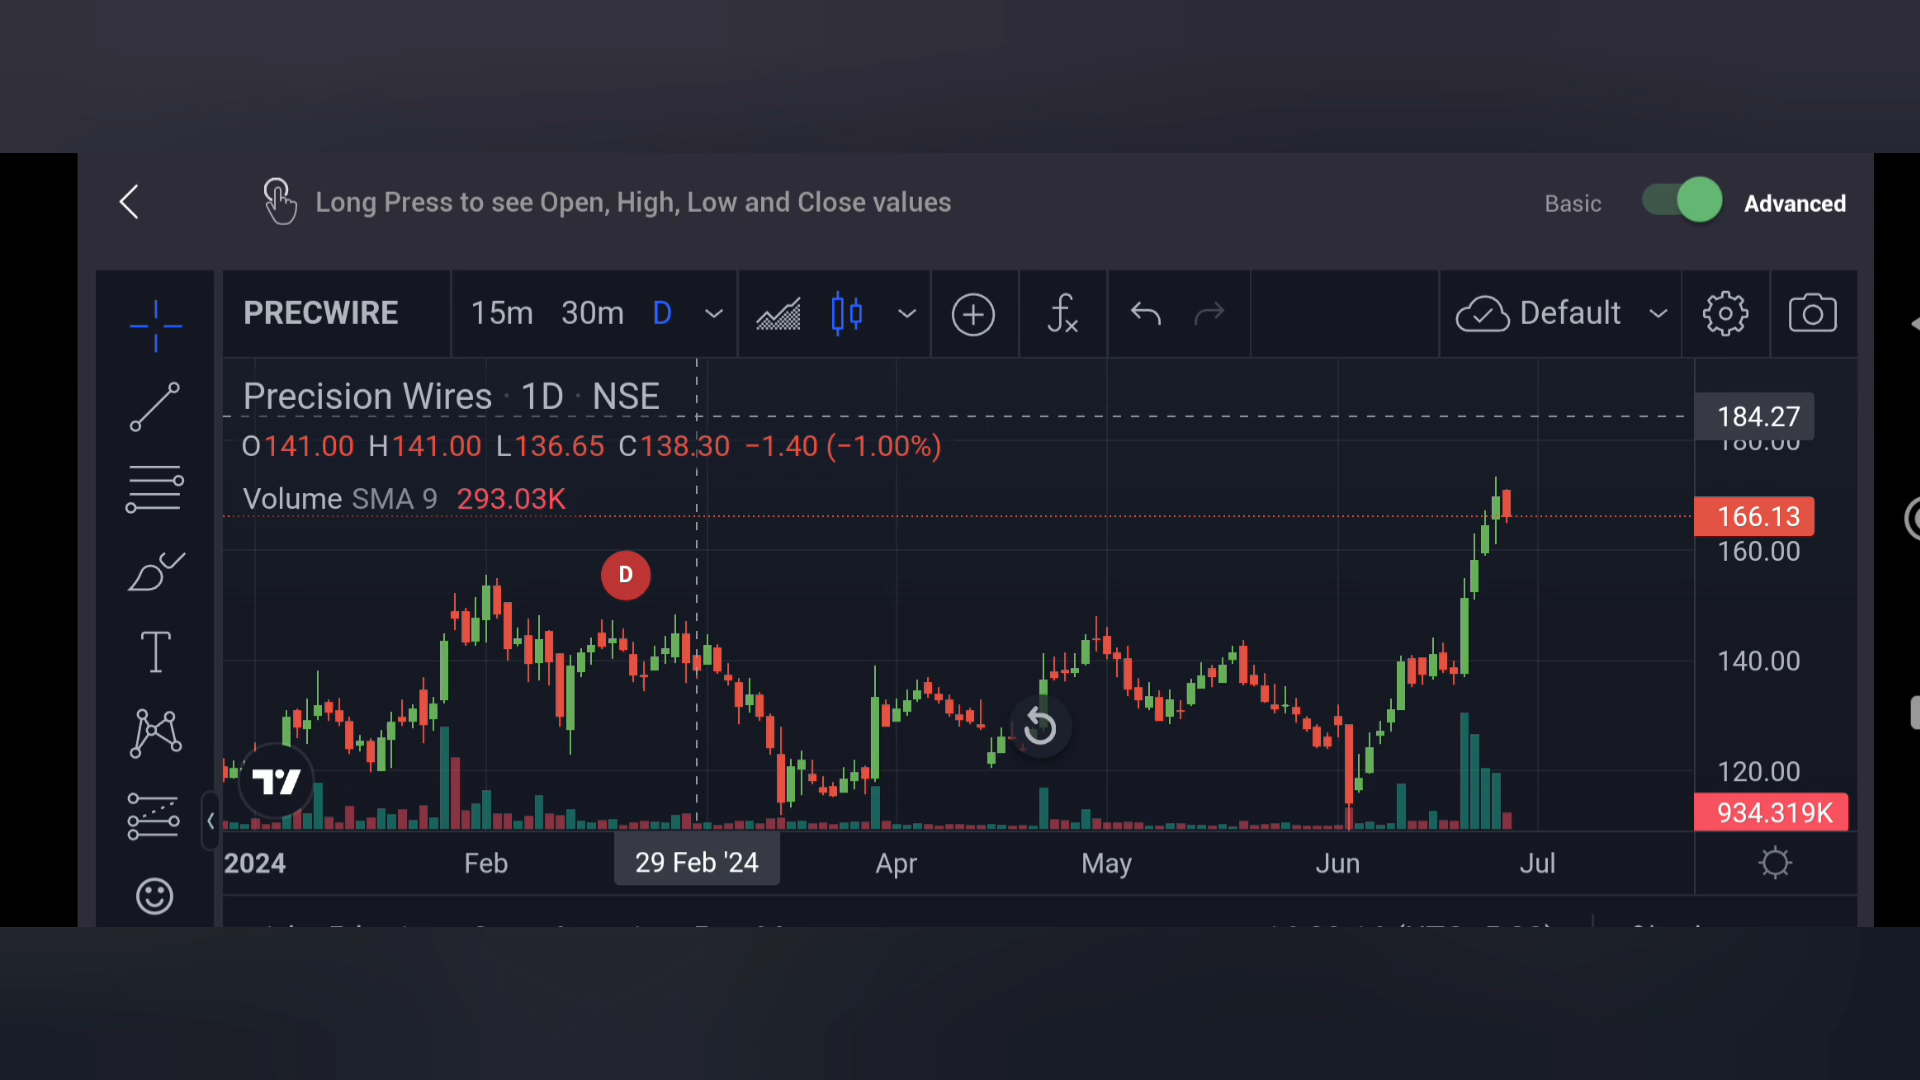 Long Press to see Open, High, Low and Close values
Basic
Advanced
PRECWIRE
15m 30m D
Default
Precision Wires · 1D · NSE
O141.00 H141.00 L136.65 C138.30 −1.40 (−1.00%)
Volume SMA 9 293.03K
D
184.27
180.00
166.13
160.00
140.00
120.00
934.319K
2024 Feb 29 Feb '24 Apr May Jun Jul